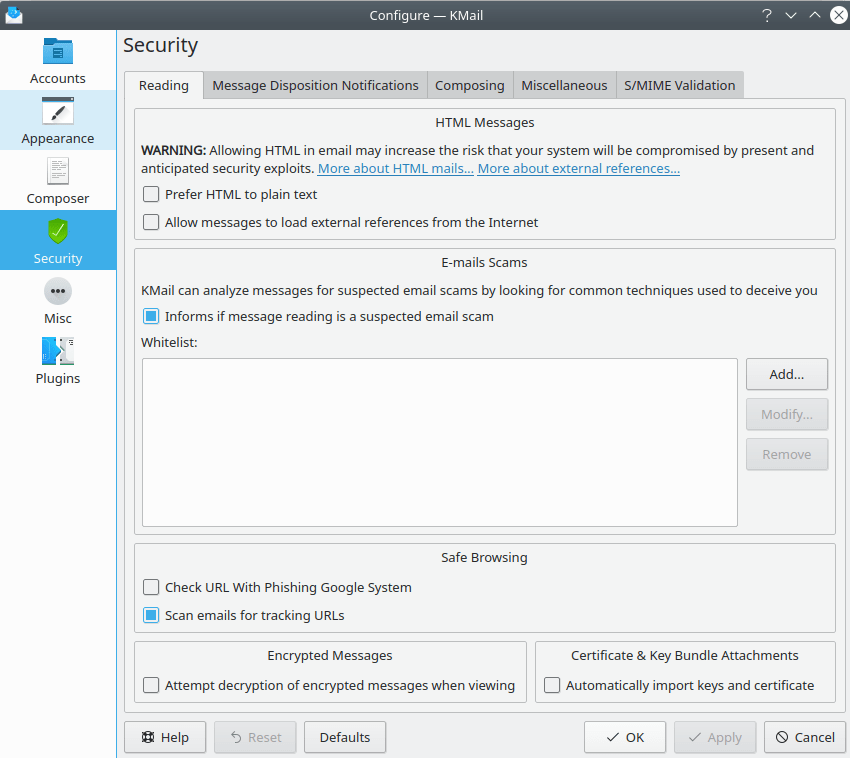 Configure — KMail
Accounts
Appearance
Composer
Security
Misc
Plugins
Security
Reading
Message Disposition Notifications
Composing
Miscellaneous
S/MIME Validation
HTML Messages
WARNING: Allowing HTML in email may increase the risk that your system will be compromised by present and
anticipated security exploits. More about HTML mails... More about external references...
Prefer HTML to plain text
Allow messages to load external references from the Internet
E-mails Scams
KMail can analyze messages for suspected email scams by looking for common techniques used to deceive you
Informs if message reading is a suspected email scam
Whitelist:
Add...
Modify...
Remove
Safe Browsing
Check URL With Phishing Google System
Scan emails for tracking URLs
Encrypted Messages
Attempt decryption of encrypted messages when viewing
Certificate & Key Bundle Attachments
Automatically import keys and certificate
Help
Reset
Defaults
OK
Apply
Cancel